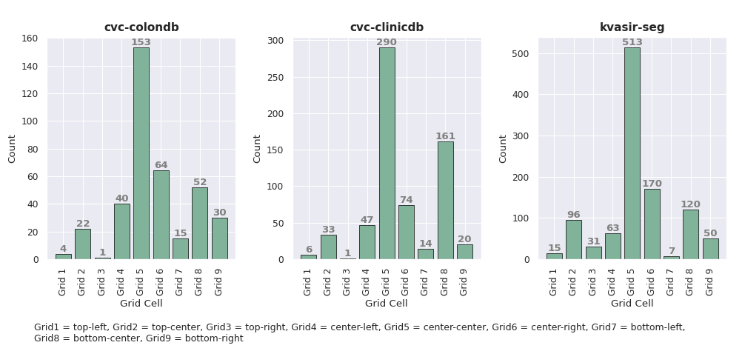 cvc-colondb
cvc-clinicdb
kvasir-seg
Count
160
140
120
100
80
60
40
20
0
4
22
1
40
153
64
15
52
30
Grid 1
Grid 2
Grid 3
Grid 4
Grid 5
Grid 6
Grid 7
Grid 8
Grid 9
Grid Cell
Count
300
250
200
150
100
50
0
6
33
1
47
290
74
14
161
20
Grid 1
Grid 2
Grid 3
Grid 4
Grid 5
Grid 6
Grid 7
Grid 8
Grid 9
Grid Cell
Count
500
400
300
200
100
0
15
96
31
63
513
170
7
120
50
Grid 1
Grid 2
Grid 3
Grid 4
Grid 5
Grid 6
Grid 7
Grid 8
Grid 9
Grid Cell
Grid1 = top-left, Grid2 = top-center, Grid3 = top-right, Grid4 = center-left, Grid5 = center-center, Grid6 = center-right, Grid7 = bottom-left,
Grid8 = bottom-center, Grid9 = bottom-right